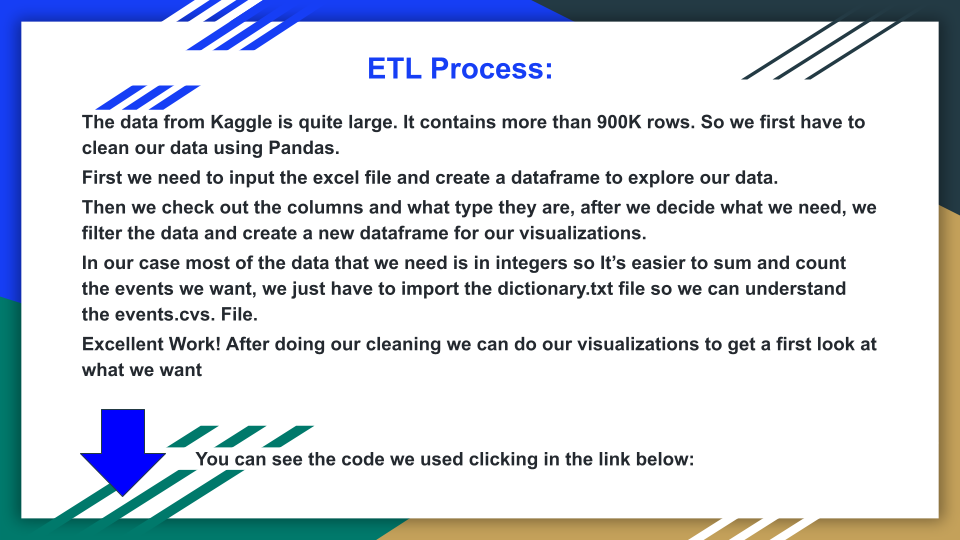 ETL Process:
The data from Kaggle is quite large. It contains more than 900K rows. So we first have to
clean our data using Pandas.
First we need to input the excel file and create a dataframe to explore our data.
Then we check out the columns and what type they are, after we decide what we need, we
filter the data and create a new dataframe for our visualizations.
In our case most of the data that we need is in integers so It’s easier to sum and count
the events we want, we just have to import the dictionary.txt file so we can understand
the events.cvs. File.
Excellent Work! After doing our cleaning we can do our visualizations to get a first look at
what we want
You can see the code we used clicking in the link below: